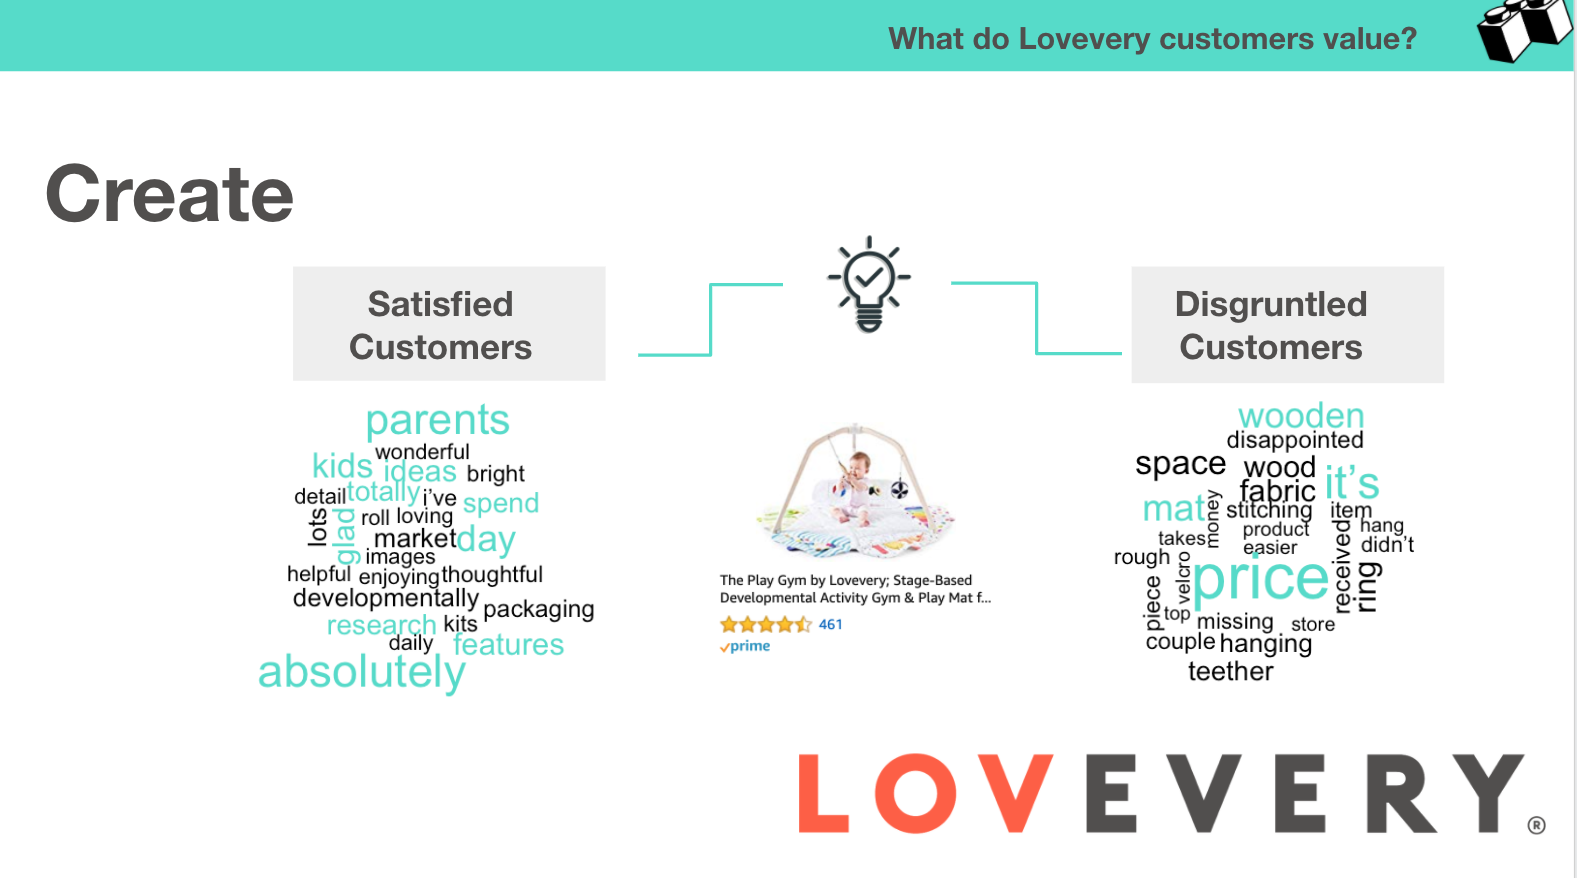 What do Lovevery customers value?
Create
Satisfied
Customers
Disgruntled
Customers
parents
wonderful
kids ideas bright
detail totally i've spend
lots glad roll loving
market day
images
helpful enjoying thoughtful
developmentally packaging
research kits
daily features
absolutely
The Play Gym by Lovevery; Stage-Based
Developmental Activity Gym & Play Mat f...
461
prime
wooden
disappointed
space wood it's
fabric
mat money stitching item
takes product received hang
easier didn't
rough velcro price ring
piece top missing store
couple hanging
teether
LOVEVERY®